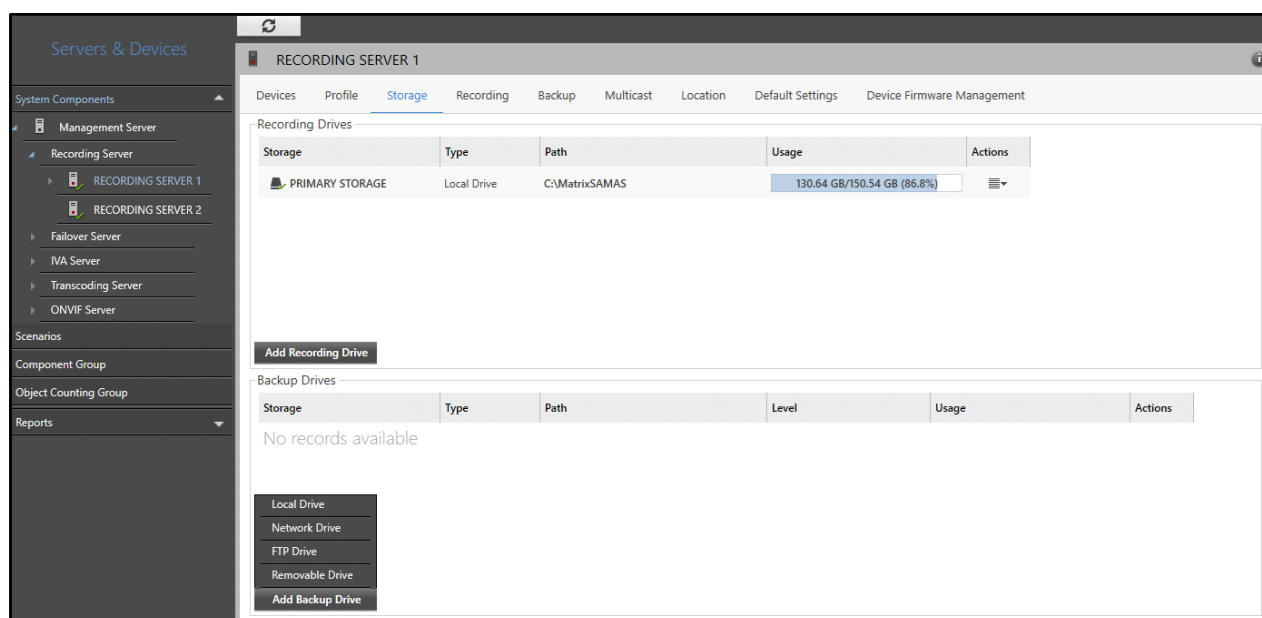 Servers & Devices
System Components
Management Server
Recording Server
RECORDING SERVER 1
RECORDING SERVER 2
Failover Server
IVA Server
Transcoding Server
ONVIF Server
Scenarios
Component Group
Object Counting Group
Reports
RECORDING SERVER 1
Devices Profile Storage Recording Backup Multicast Location Default Settings Device Firmware Management
Recording Drives
Storage Type Path Usage Actions
PRIMARY STORAGE Local Drive C:\MatrixSAMAS 130.64 GB/150.54 GB (86.8%)
Add Recording Drive
Backup Drives
Storage Type Path Level Usage Actions
No records available
Local Drive
Network Drive
FTP Drive
Removable Drive
Add Backup Drive